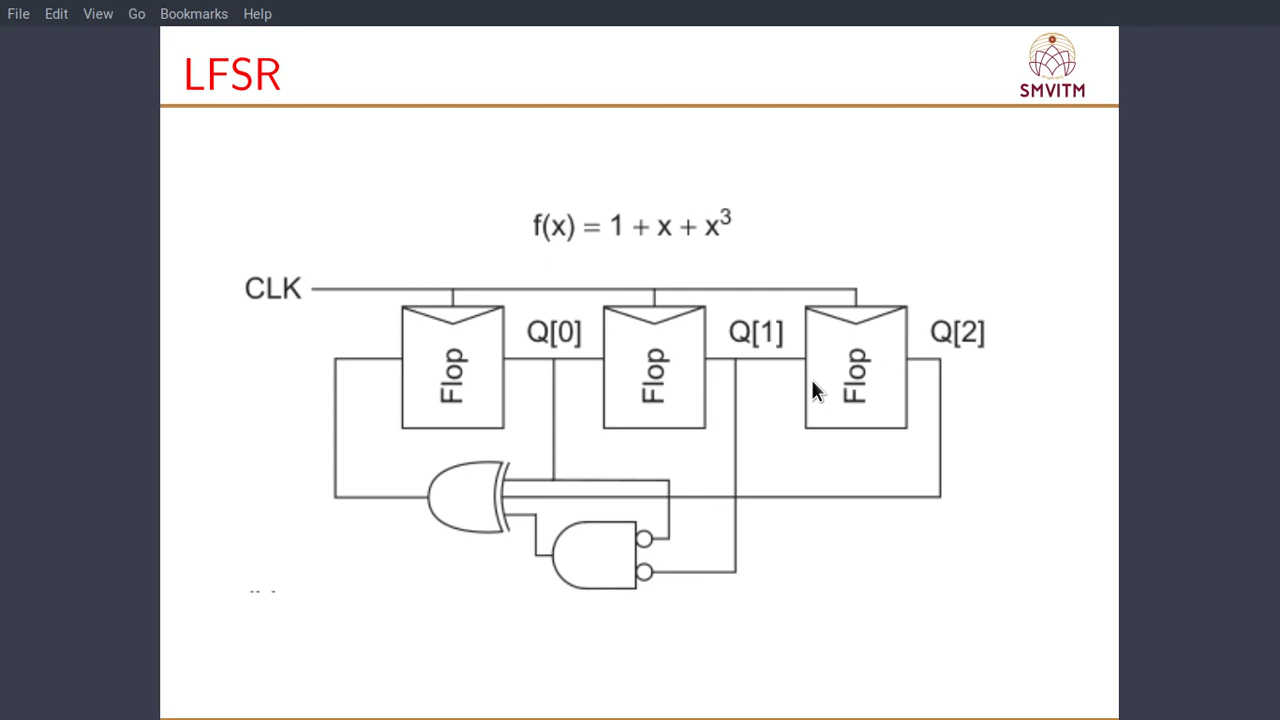 File Edit View Go Bookmarks Help
LFSR
SMVITM
f(x) = 1 + x + x³
CLK
Q[0] Q[1] Q[2]
Flop Flop Flop